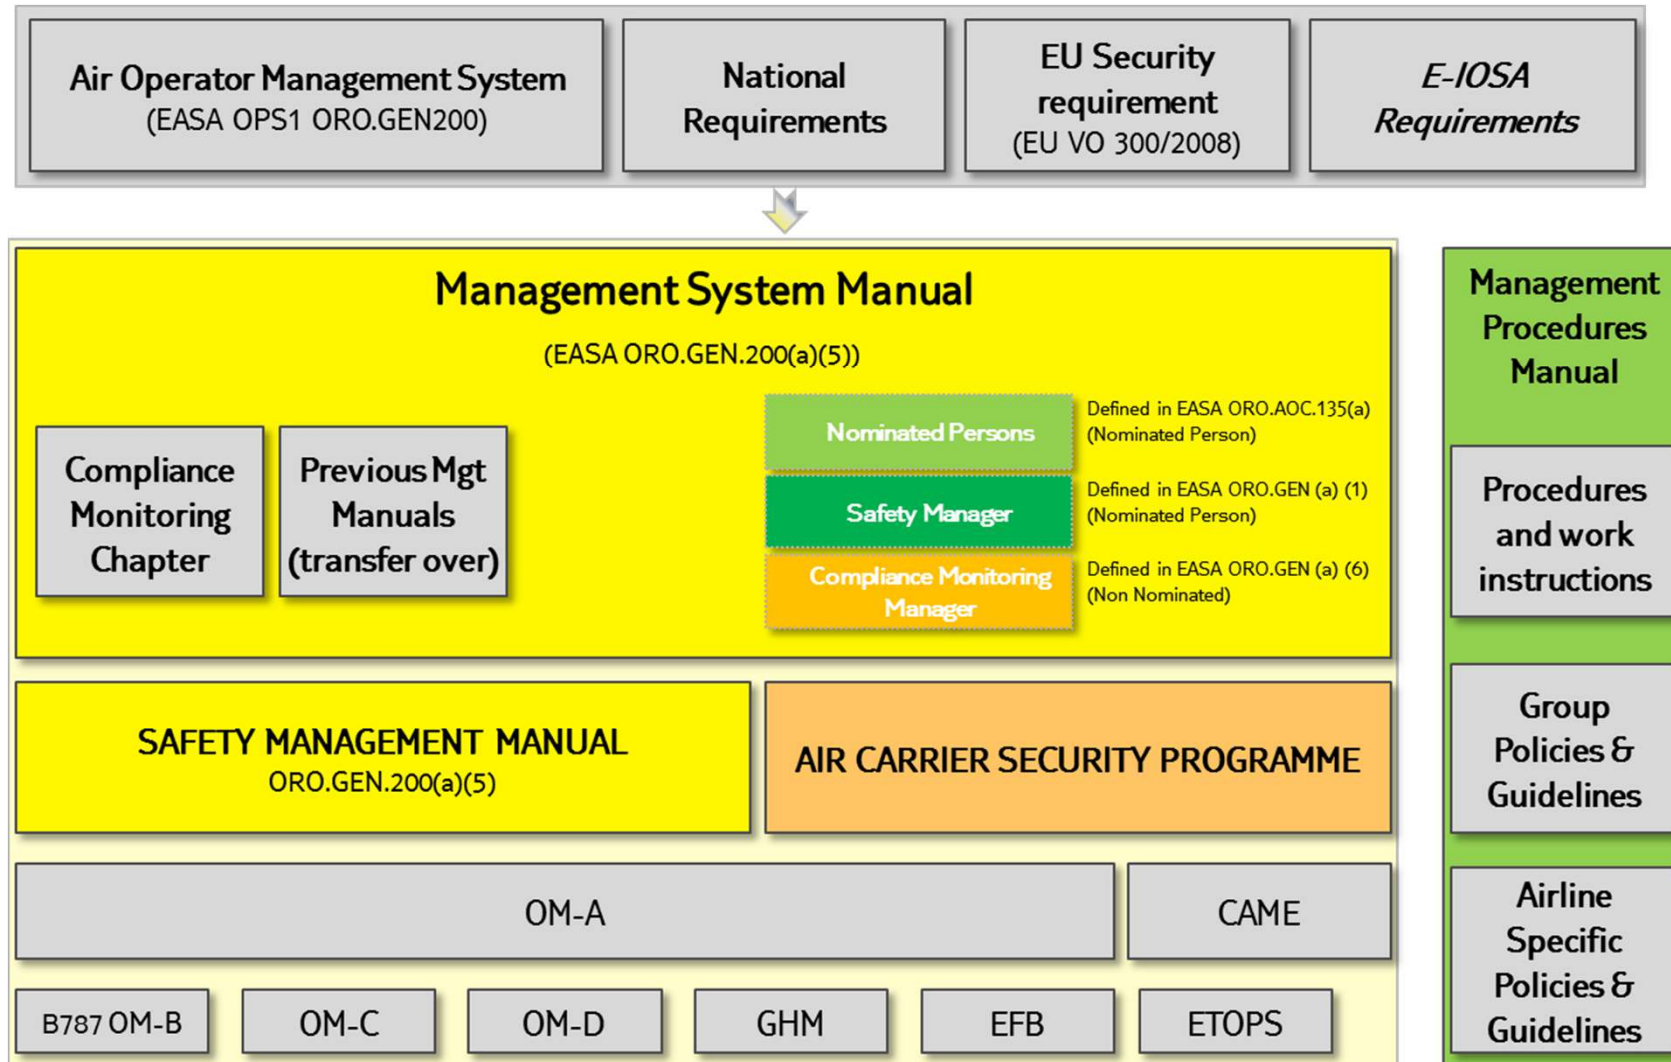 Air Operator Management System
(EASA OPS1 ORO.GEN200)
National
Requirements
EU Security
requirement
(EU VO 300/2008)
E-IOSA
Requirements
Management System Manual
(EASA ORO.GEN.200(a)(5))
Compliance
Monitoring
Chapter
Previous Mgt
Manuals
(transfer over)
Nominated Persons
Defined in EASA ORO.AOC.135(a)
(Nominated Person)
Safety Manager
Defined in EASA ORO.GEN (a) (1)
(Nominated Person)
Compliance Monitoring
Manager
Defined in EASA ORO.GEN (a) (6)
(Non Nominated)
SAFETY MANAGEMENT MANUAL
ORO.GEN.200(a)(5)
AIR CARRIER SECURITY PROGRAMME
OM-A
CAME
B787 OM-B
OM-C
OM-D
GHM
EFB
ETOPS
Management
Procedures
Manual
Procedures
and work
instructions
Group
Policies &
Guidelines
Airline
Specific
Policies &
Guidelines